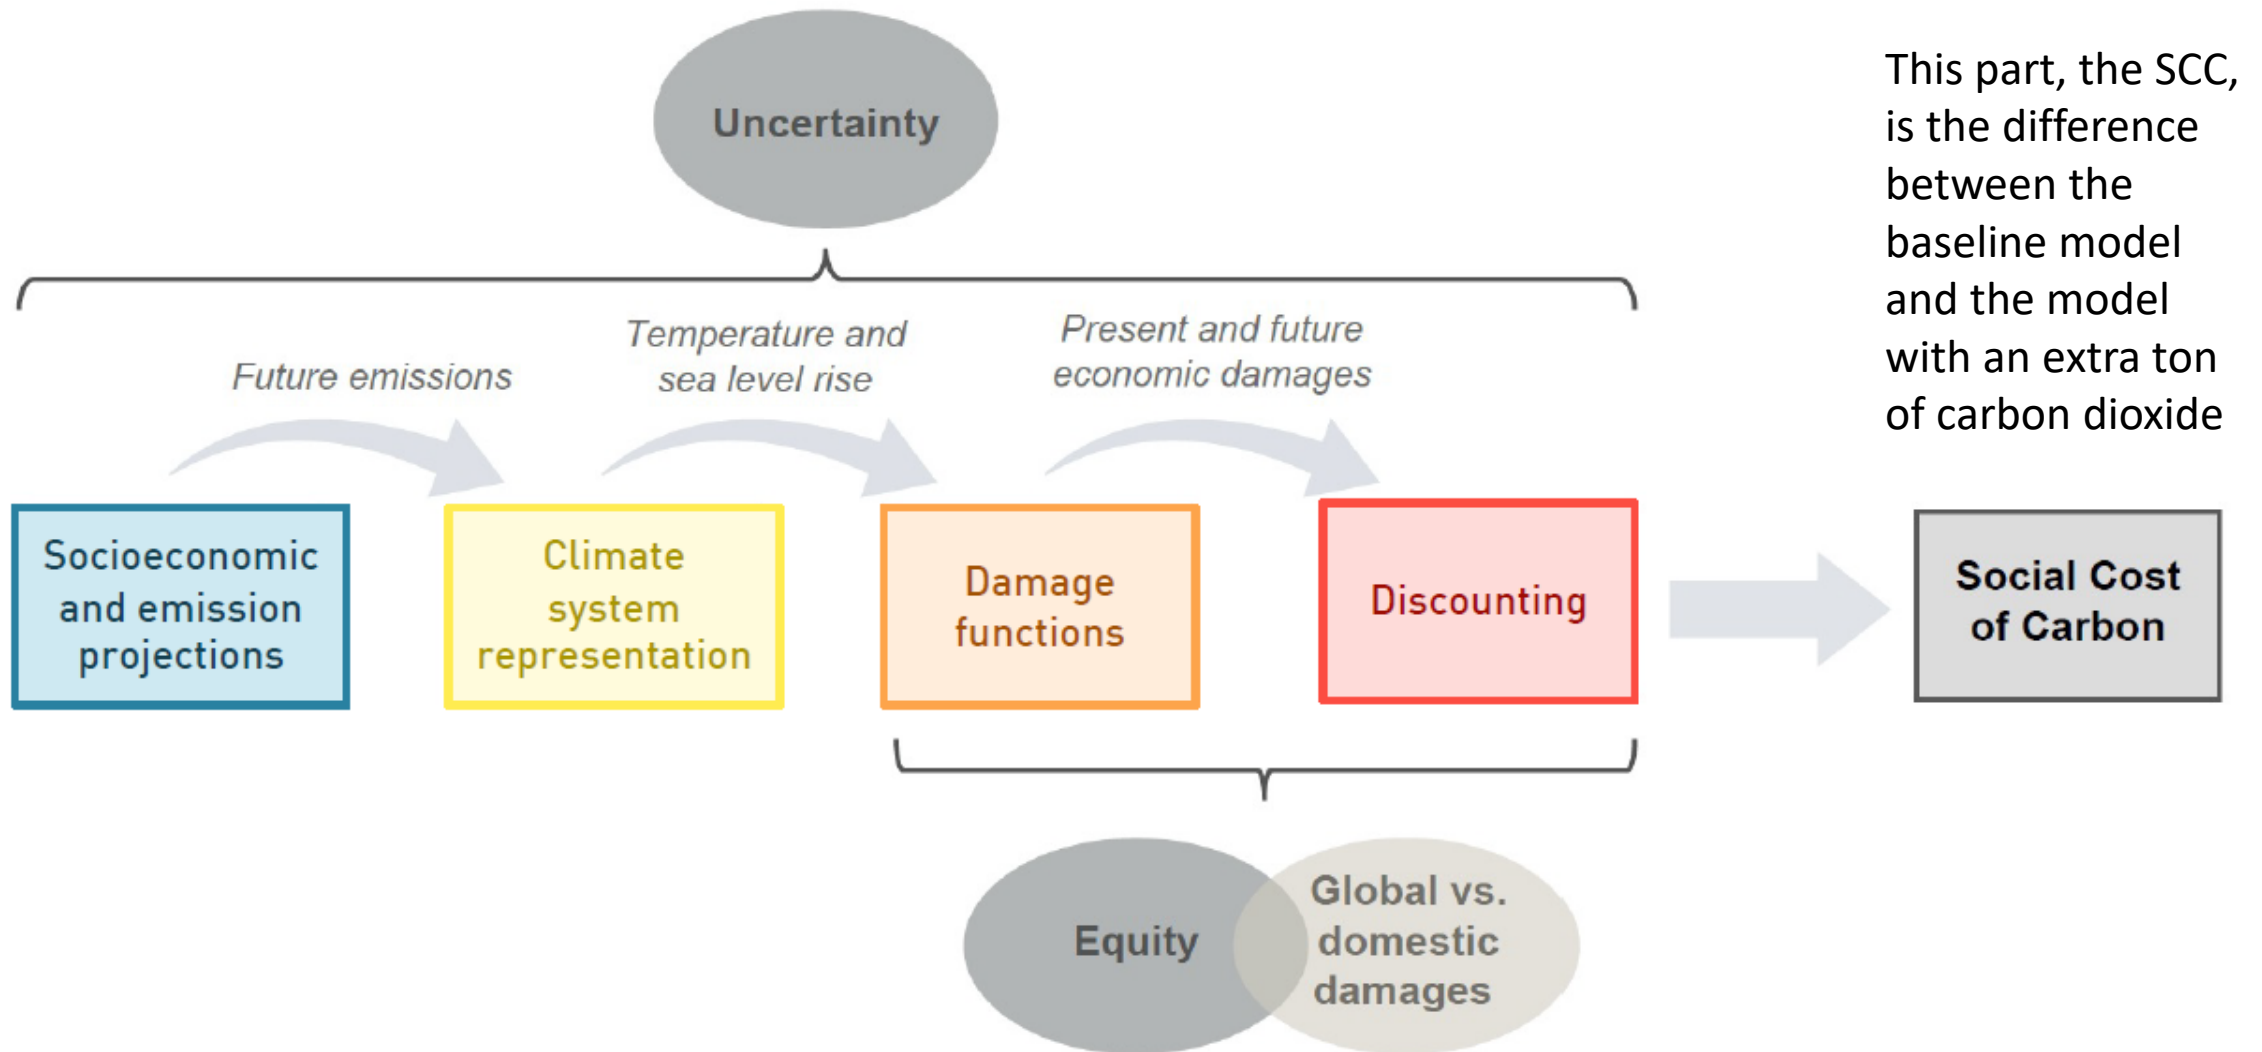 Uncertainty
This part, the SCC,
is the difference
between the
baseline model
and the model
with an extra ton
of carbon dioxide
Future emissions
Temperature and
sea level rise
Present and future
economic damages
Socioeconomic
and emission
projections
Climate
system
representation
Damage
functions
Discounting
Social Cost
of Carbon
Equity
Global vs.
domestic
damages